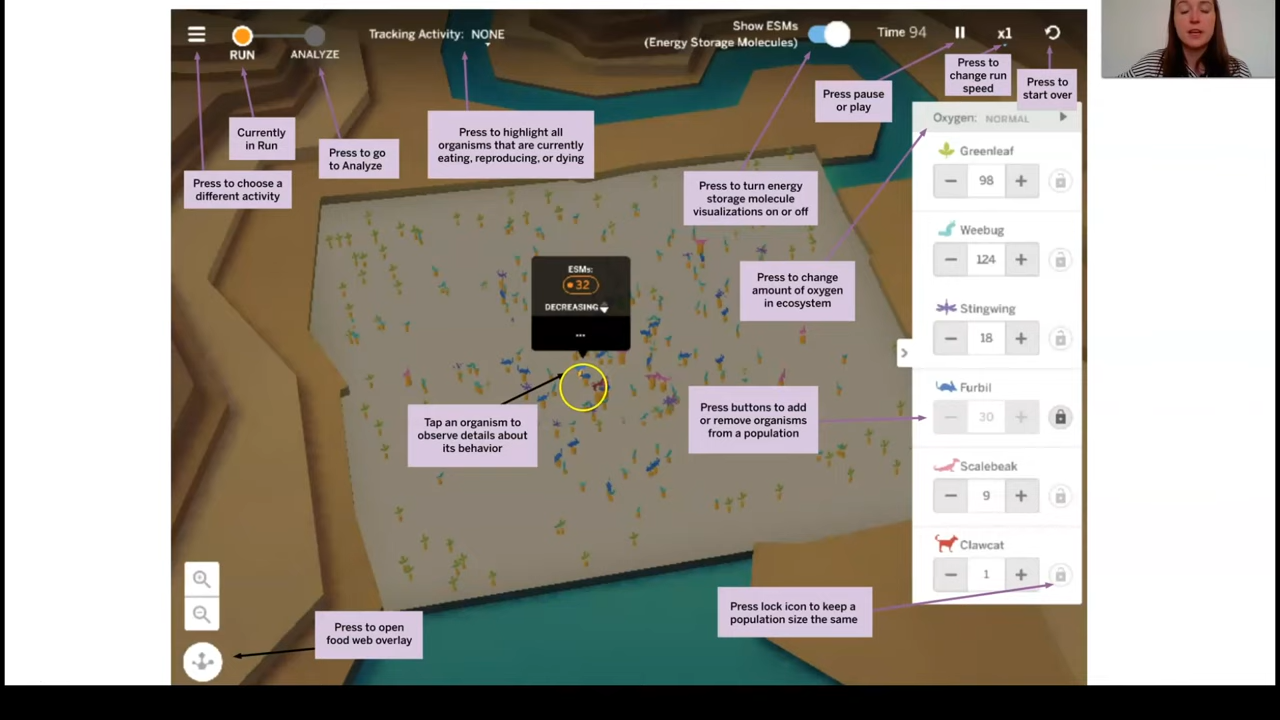 RUN
ANALYZE
Tracking Activity: NONE
Show ESMs
(Energy Storage Molecules)
Time 94
x1
Press to
change run
speed
Press to
start over
Press pause
or play
Currently
in Run
Press to go
to Analyze
Press to highlight all
organisms that are currently
eating, reproducing, or dying
Press to choose a
different activity
Press to turn energy
storage molecule
visualizations on or off
Oxygen: NORMAL
Greenleaf
98
Weebug
124
Press to change
amount of oxygen
in ecosystem
ESMs:
32
DECREASING
...
Stingwing
18
Furbil
30
Tap an organism to
observe details about
its behavior
Press buttons to add
or remove organisms
from a population
Scalebeak
9
Clawcat
1
Press lock icon to keep a
population size the same
Press to open
food web overlay